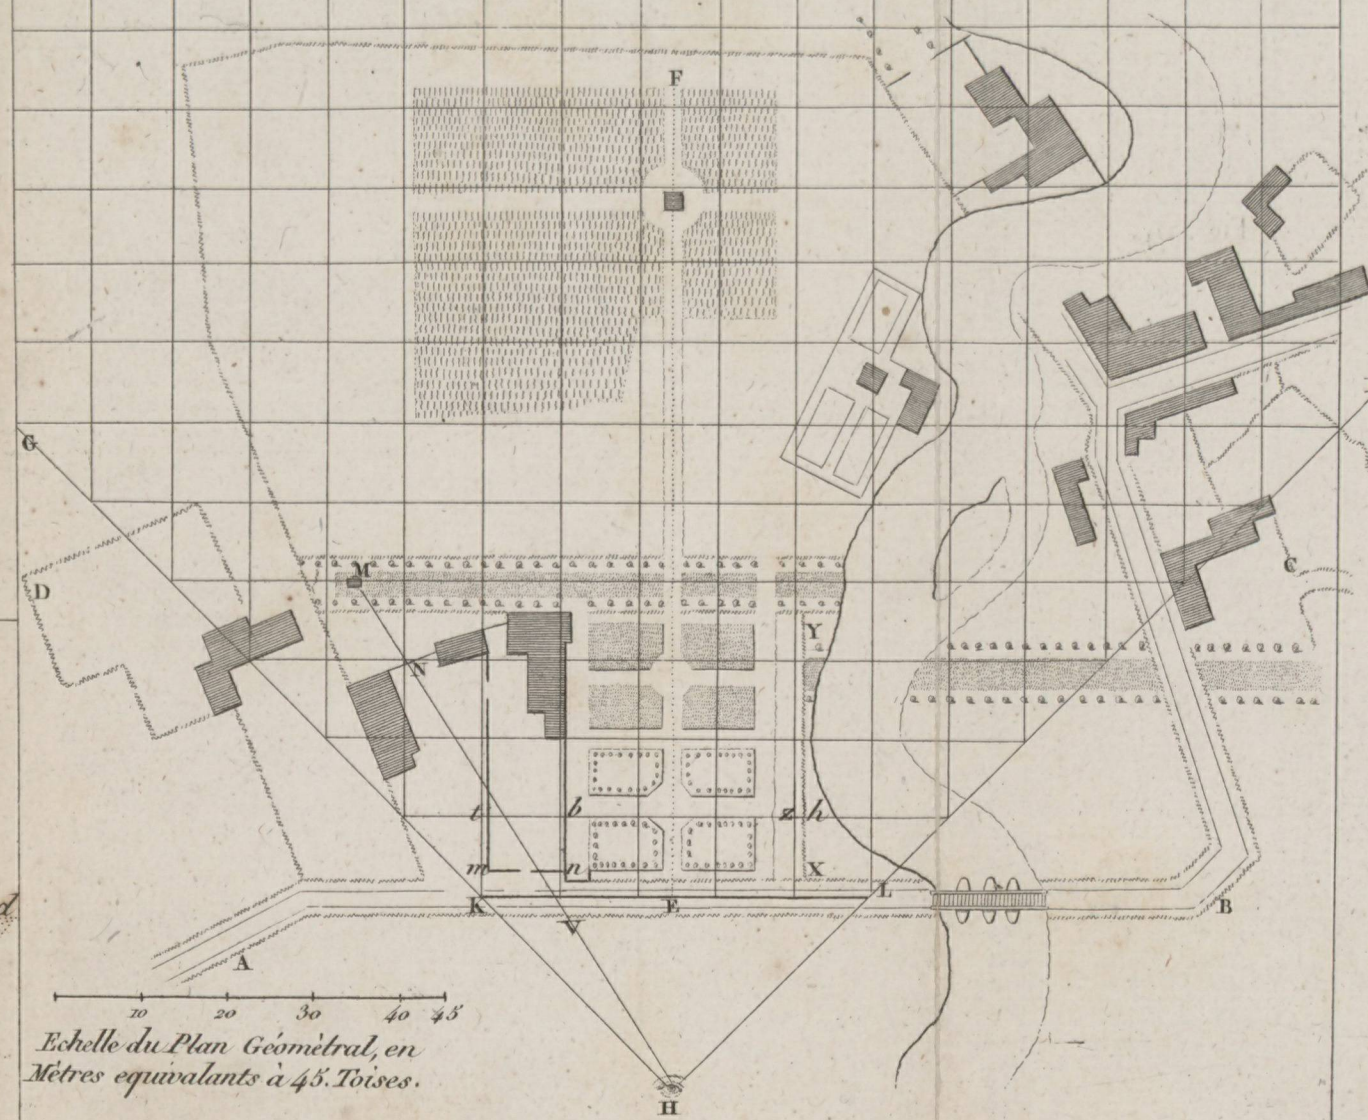 F
G
D
M
C
N
Y
t
b
z
h
m
n
X
K
E
L
V
B
A
d
10 20 30 40 45
Echelle du Plan Géométral, en
Mètres equivalants à 45. Toises.
H